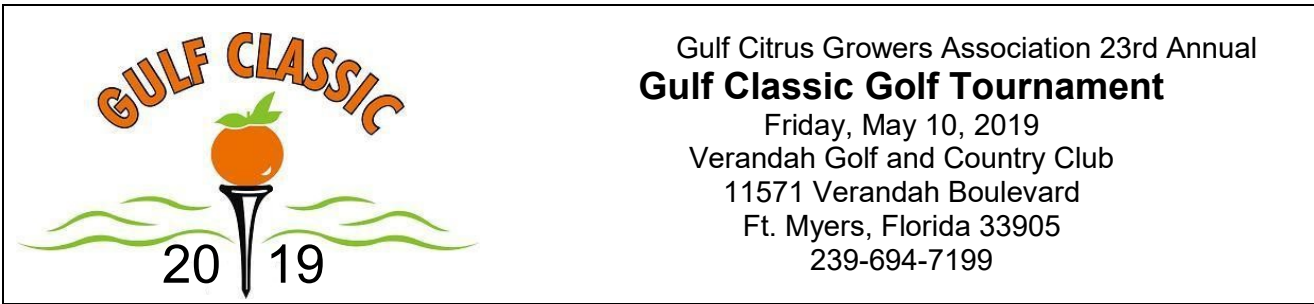 GULF CLASSIC
20 19
Gulf Citrus Growers Association 23rd Annual
Gulf Classic Golf Tournament
Friday, May 10, 2019
Verandah Golf and Country Club
11571 Verandah Boulevard
Ft. Myers, Florida 33905
239-694-7199